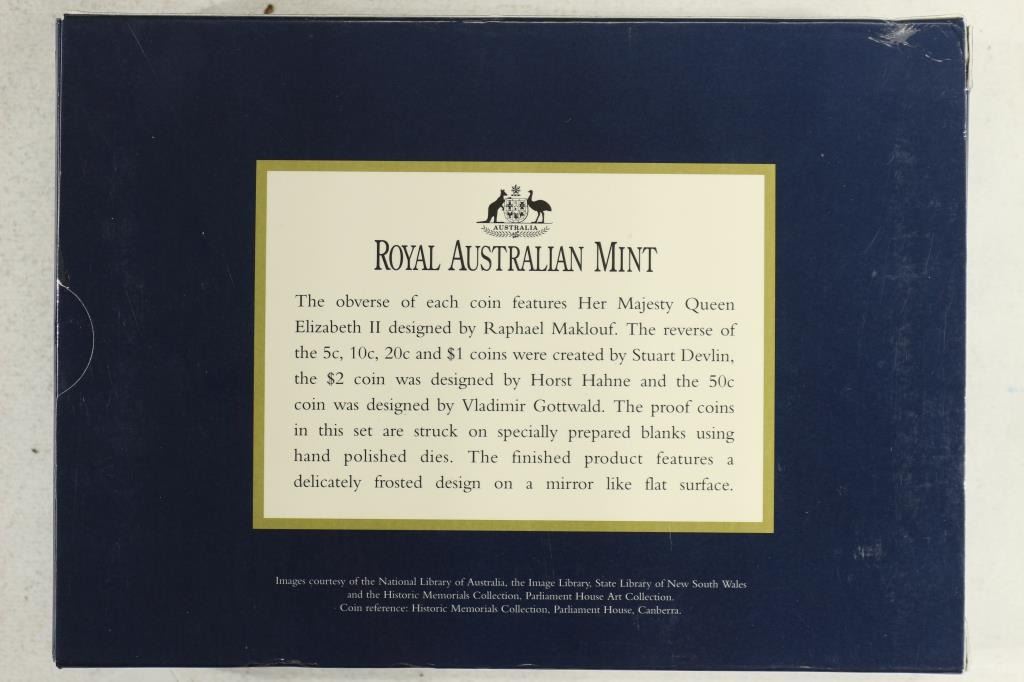 AUSTRALIA
ROYAL AUSTRALIAN MINT
The obverse of each coin features Her Majesty Queen
Elizabeth II designed by Raphael Maklouf. The reverse of
the 5c, 10c, 20c and $1 coins were created by Stuart Devlin,
the $2 coin was designed by Horst Hahne and the 50c
coin was designed by Vladimir Gottwald. The proof coins
in this set are struck on specially prepared blanks using
hand polished dies. The finished product features a
delicately frosted design on a mirror like flat surface.
Images courtesy of the National Library of Australia, the Image Library, State Library of New South Wales
and the Historic Memorials Collection, Parliament House Art Collection.
Coin reference: Historic Memorials Collection, Parliament House, Canberra.